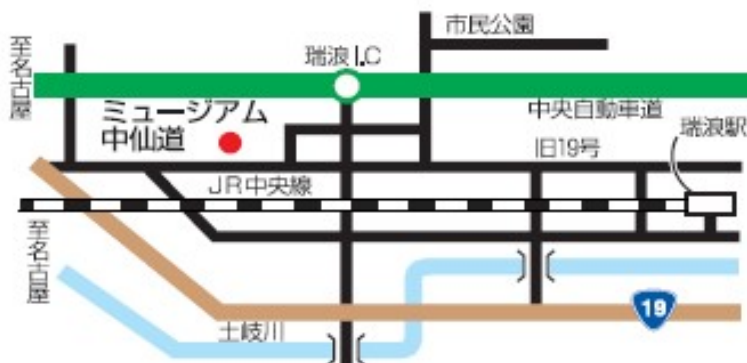 市民公園
至名古屋
瑞浪I.C
中央自動車道
ミュージアム
中仙道
瑞浪駅
旧19号
JR中央線
至名古屋
19
土岐川